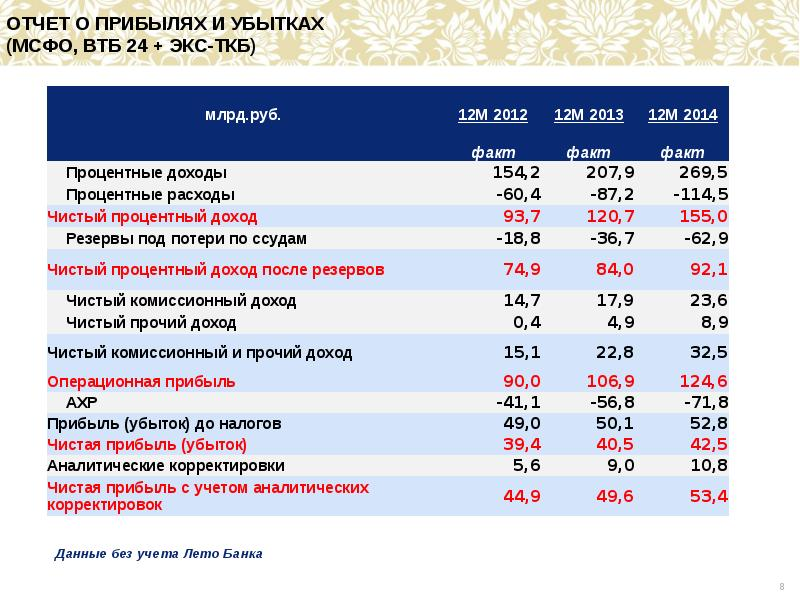 ОТЧЕТ О ПРИБЫЛЯХ И УБЫТКАХ
(МСФО, ВТБ 24 + ЭКС-ТКБ)
млрд.руб. 12М 2012 12М 2013 12М 2014
факт факт факт
Процентные доходы 154,2 207,9 269,5
Процентные расходы -60,4 -87,2 -114,5
Чистый процентный доход 93,7 120,7 155,0
Резервы под потери по ссудам -18,8 -36,7 -62,9
Чистый процентный доход после резервов 74,9 84,0 92,1
Чистый комиссионный доход 14,7 17,9 23,6
Чистый прочий доход 0,4 4,9 8,9
Чистый комиссионный и прочий доход 15,1 22,8 32,5
Операционная прибыль 90,0 106,9 124,6
АХР -41,1 -56,8 -71,8
Прибыль (убыток) до налогов 49,0 50,1 52,8
Чистая прибыль (убыток) 39,4 40,5 42,5
Аналитические корректировки 5,6 9,0 10,8
Чистая прибыль с учетом аналитических
корректировок 44,9 49,6 53,4
Данные без учета Лето Банка
8